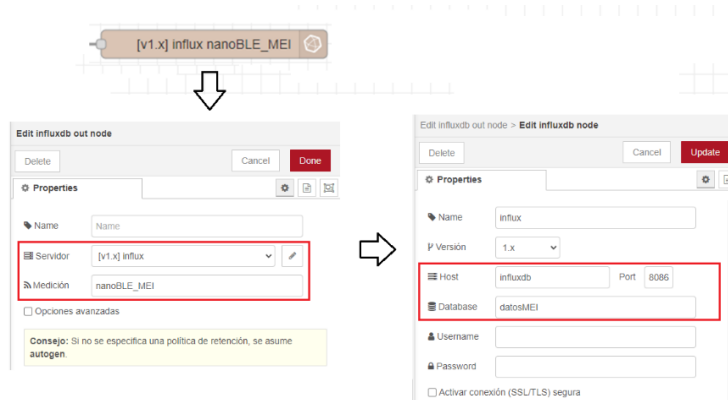 [v1.x] influx nanoBLE_MEI
Edit influxdb out node
Delete
Cancel
Done
Properties
Name
Name
Servidor
[v1.x] influx
Medición
nanoBLE_MEI
Opciones avanzadas
Consejo: Si no se especifica una política de retención, se asume
autogen.
Edit influxdb out node > Edit influxdb node
Delete
Cancel
Update
Properties
Name
influx
Versión
1.x
Host
influxdb
Port
8086
Database
datosMEI
Username
Password
Activar conexión (SSL/TLS) segura